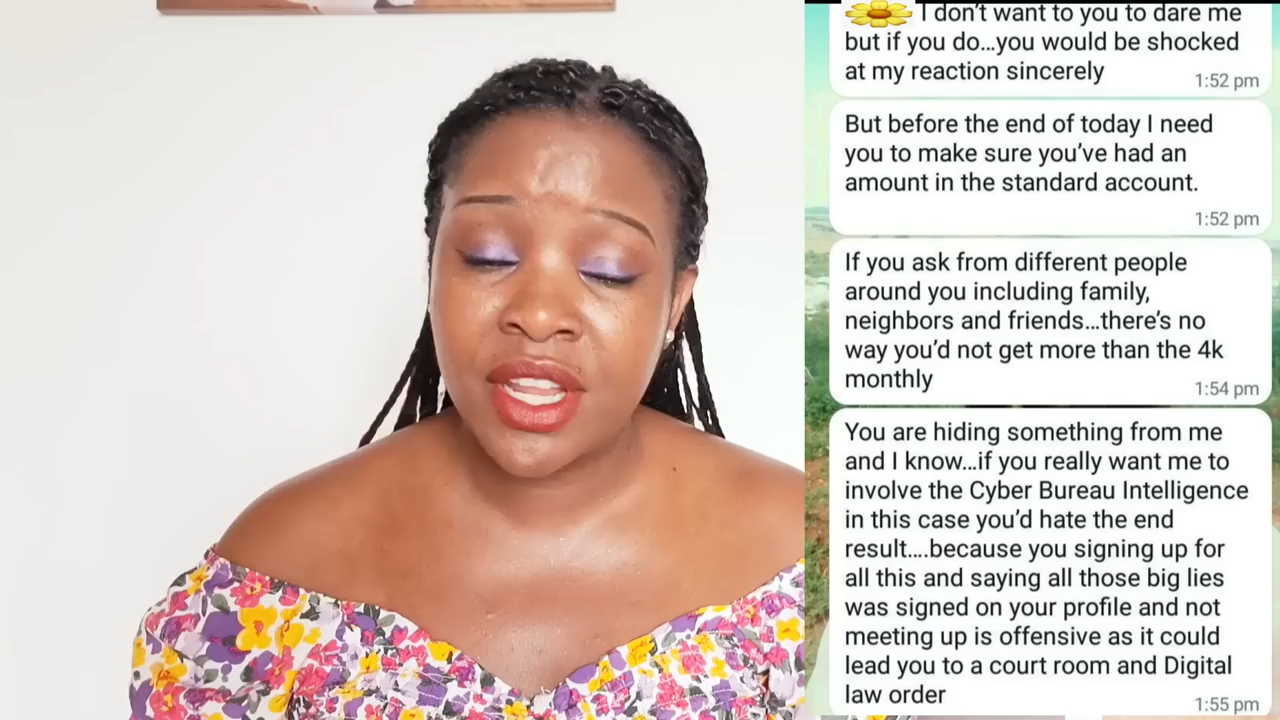 I don't want to you to dare me
but if you do...you would be shocked
at my reaction sincerely
1:52 pm
But before the end of today I need
you to make sure you've had an
amount in the standard account.
1:52 pm
If you ask from different people
around you including family,
neighbors and friends...there's no
way you'd not get more than the 4k
monthly
1:54 pm
You are hiding something from me
and I know...if you really want me to
involve the Cyber Bureau Intelligence
in this case you'd hate the end
result....because you signing up for
all this and saying all those big lies
was signed on your profile and not
meeting up is offensive as it could
lead you to a court room and Digital
law order
1:55 pm